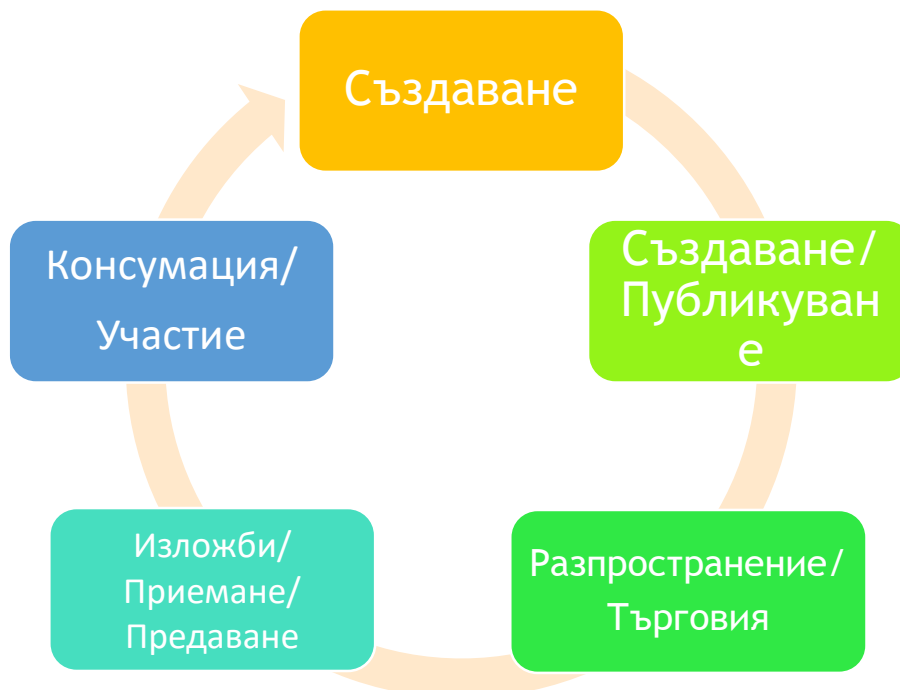 Създаване
Създаване/
Публикуван
е
Разпространение/
Търговия
Изложби/
Приемане/
Предаване
Консумация/
Участие